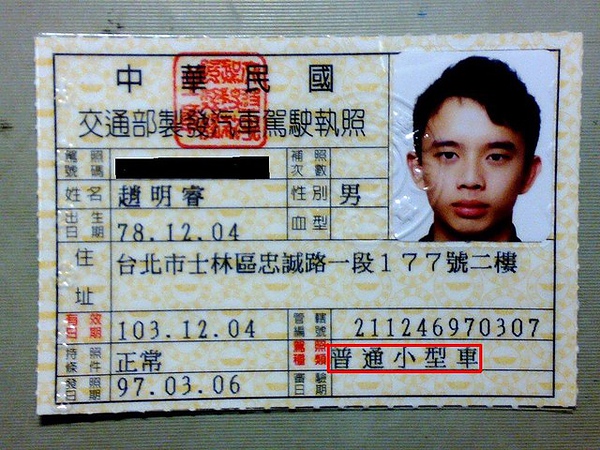 中華民國
交通部製發汽車駕駛執照
駕照號碼 補照次數
姓名 趙明睿 性別 男
出生日期 78.12.04 血型
住址 台北市士林區忠誠路一段177號二樓
有效日期 103.12.04 管轄編號 211246970307
持照條件 正常 駕照種類 普通小型車
發照日期 97.03.06 審驗日期